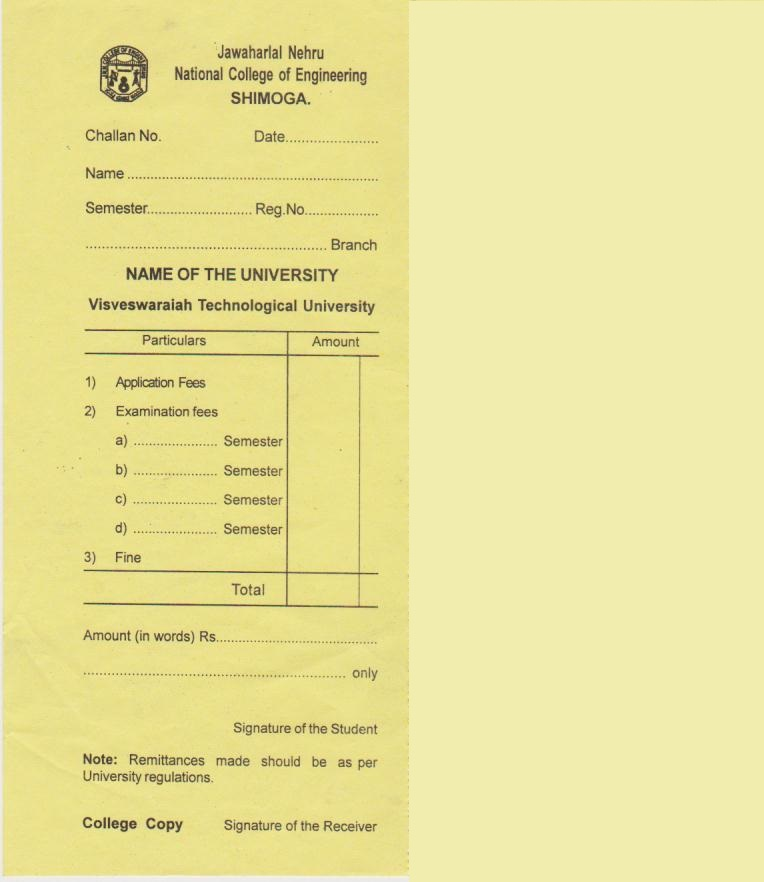 Jawaharlal Nehru
National College of Engineering
SHIMOGA.
Challan No. Date.....................
Name .........................................................
Semester........................ Reg.No.................
....................................................... Branch
NAME OF THE UNIVERSITY
Visveswaraiah Technological University
Particulars Amount
1) Application Fees
2) Examination fees
a) ................... Semester
b) ................... Semester
c) ................... Semester
d) ................... Semester
3) Fine
Total
Amount (in words) Rs.....................................
............................................................ only
Signature of the Student
Note: Remittances made should be as per
University regulations.
College Copy Signature of the Receiver